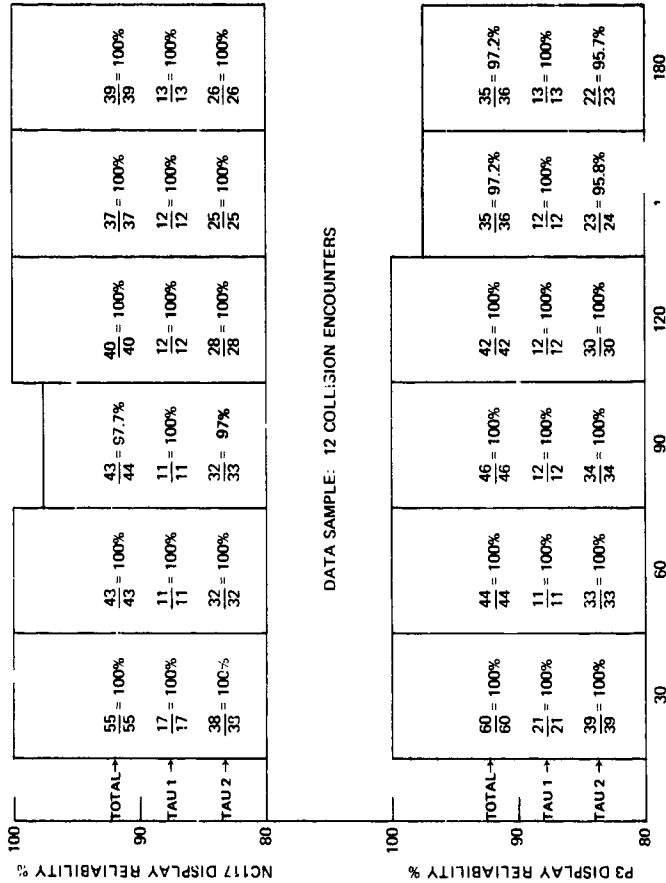 NC117 DISPLAY RELIABILITY %
100
90
80
TOTAL→
TAU 1 →
TAU 2 →
55/55 = 100%
17/17 = 100%
38/38 = 100%
43/43 = 100%
11/11 = 100%
32/32 = 100%
43/44 = 97.7%
11/11 = 100%
32/33 = 97%
40/40 = 100%
12/12 = 100%
28/28 = 100%
37/37 = 100%
12/12 = 100%
25/25 = 100%
39/39 = 100%
13/13 = 100%
26/26 = 100%
DATA SAMPLE: 12 COLLISION ENCOUNTERS
P3 DISPLAY RELIABILITY %
100
90
80
TOTAL→
TAU 1 →
TAU 2 →
60/60 = 100%
21/21 = 100%
39/39 = 100%
44/44 = 100%
11/11 = 100%
33/33 = 100%
46/46 = 100%
12/12 = 100%
34/34 = 100%
42/42 = 100%
12/12 = 100%
30/30 = 100%
35/36 = 97.2%
12/12 = 100%
23/24 = 95.8%
35/36 = 97.2%
13/13 = 100%
22/23 = 95.7%
30 60 90 120 180